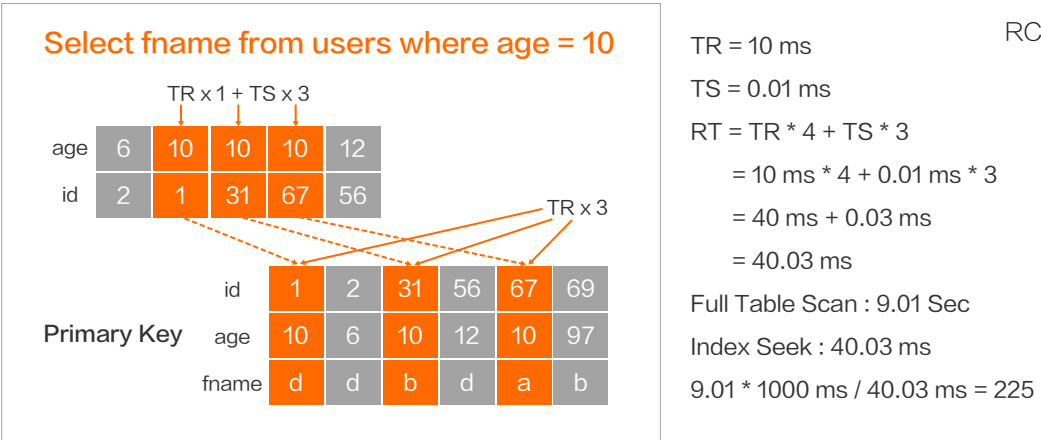 Select fname from users where age = 10
TR x 1 + TS x 3
age 6 10 10 10 12
id 2 1 31 67 56
TR x 3
id 1 2 31 56 67 69
Primary Key age 10 6 10 12 10 97
fname d d b d a b
RC
TR = 10 ms
TS = 0.01 ms
RT = TR * 4 + TS * 3
= 10 ms * 4 + 0.01 ms * 3
= 40 ms + 0.03 ms
= 40.03 ms
Full Table Scan : 9.01 Sec
Index Seek : 40.03 ms
9.01 * 1000 ms / 40.03 ms = 225